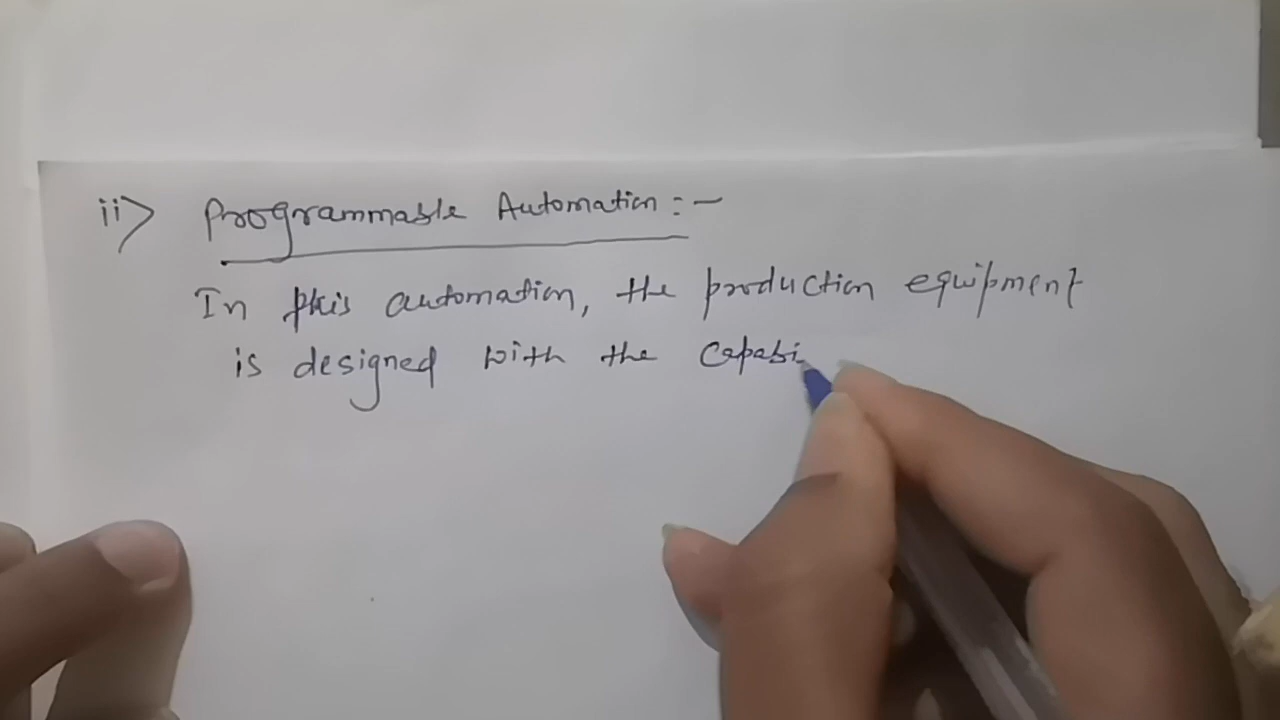 ii> Programmable Automation :-
In this automation, the production equipment
is designed with the capabi